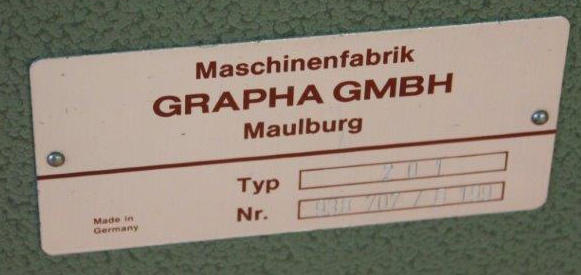 Maschinenfabrik
GRAPHA GMBH
Maulburg
Typ 201
Nr.
Made in
Germany